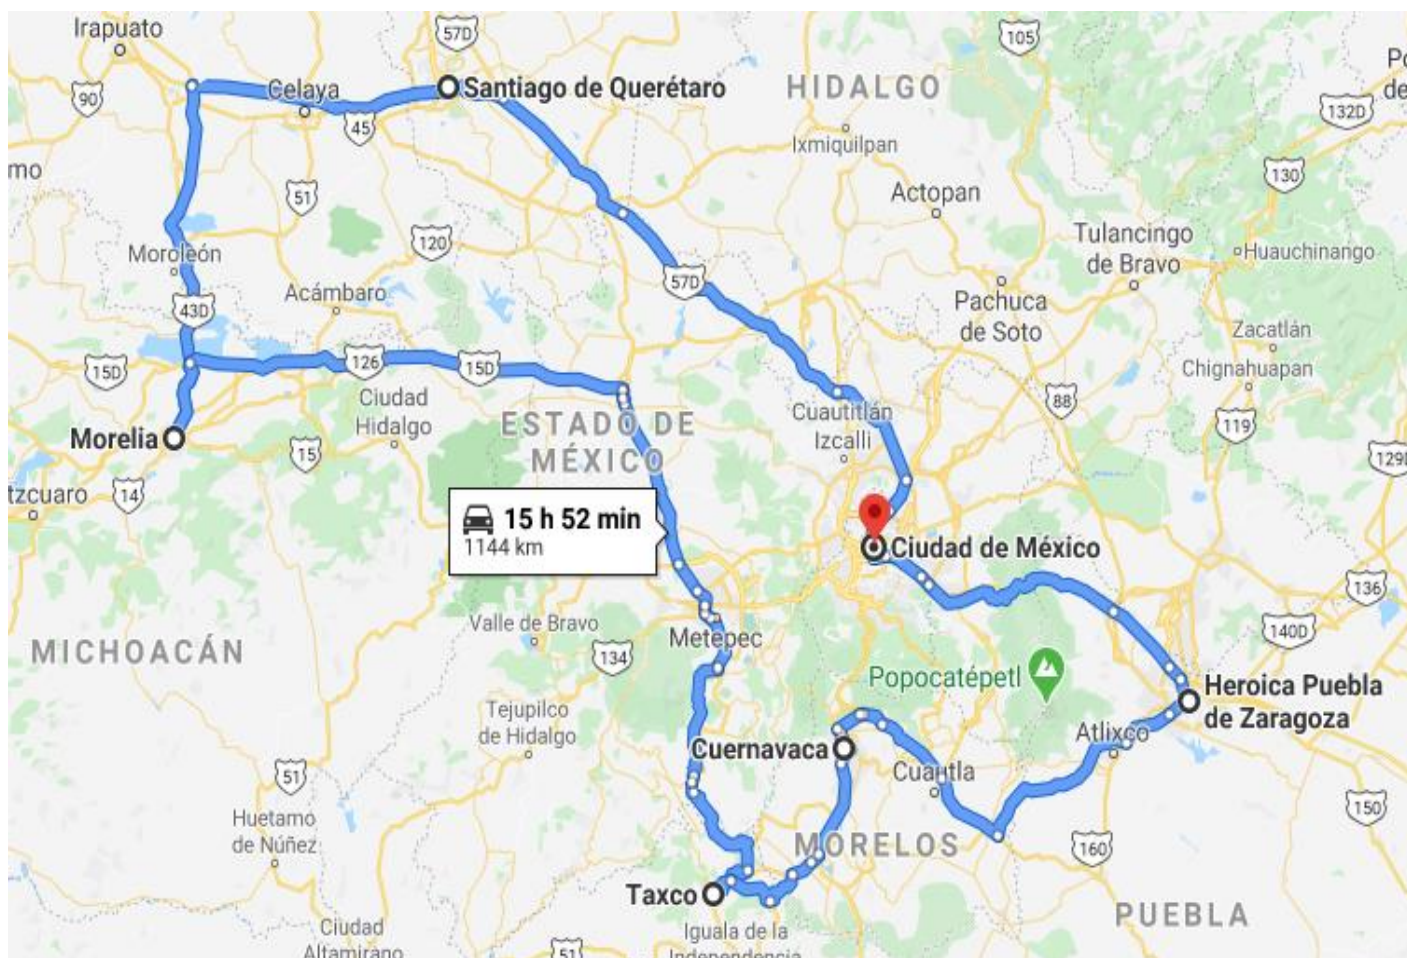 Irapuato
57D
105
Po
de
HIDALGO
90
Celaya
Santiago de Querétaro
132D
45
Ixmiquilpan
mo
51
Actopan
130
120
Tulancingo
de Bravo
Huauchinango
Moroleón
57D
Acámbaro
43D
Pachuca
de Soto
Zacatlán
15D
126
15D
Chignahuapan
Ciudad
Hidalgo
Cuautitlán
Izcalli
88
119
ESTADO DE
MÉXICO
Morelia
15
129D
tzcuaro
14
15 h 52 min
1144 km
Ciudad de México
136
Valle de Bravo
Metepec
140D
MICHOACÁN
134
Popocatépetl
Heroica Puebla
de Zaragoza
Tejupilco
de Hidalgo
Atlixco
Cuernavaca
51
Cuautla
150
Huetamo
de Núñez
MORELOS
160
Taxco
PUEBLA
Ciudad
Altamirano
Iguala de la
Independencia
51